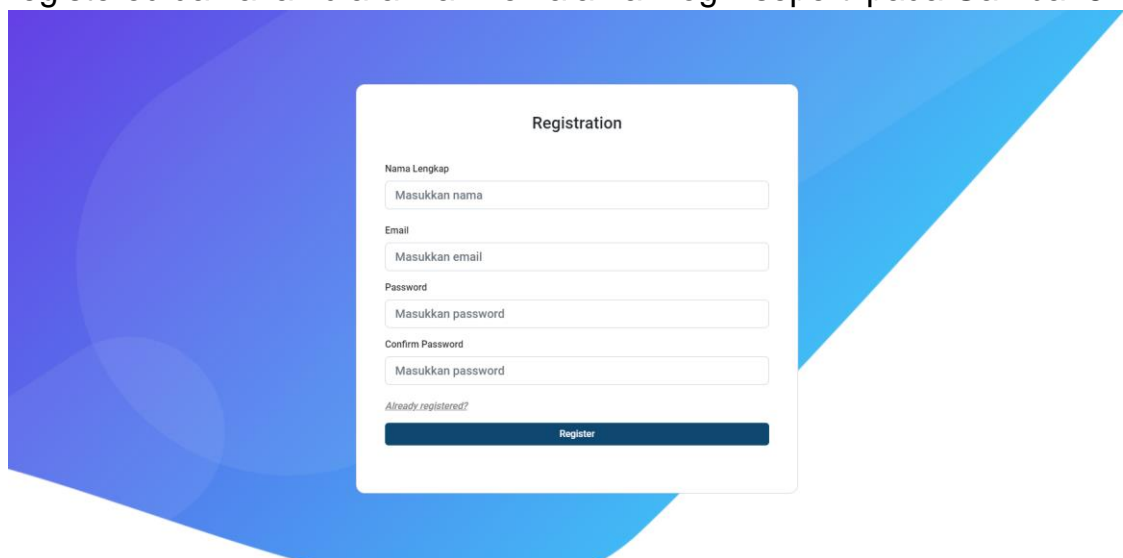 Registration
Nama Lengkap
Masukkan nama
Email
Masukkan email
Password
Masukkan password
Confirm Password
Masukkan password
Already registered?
Register